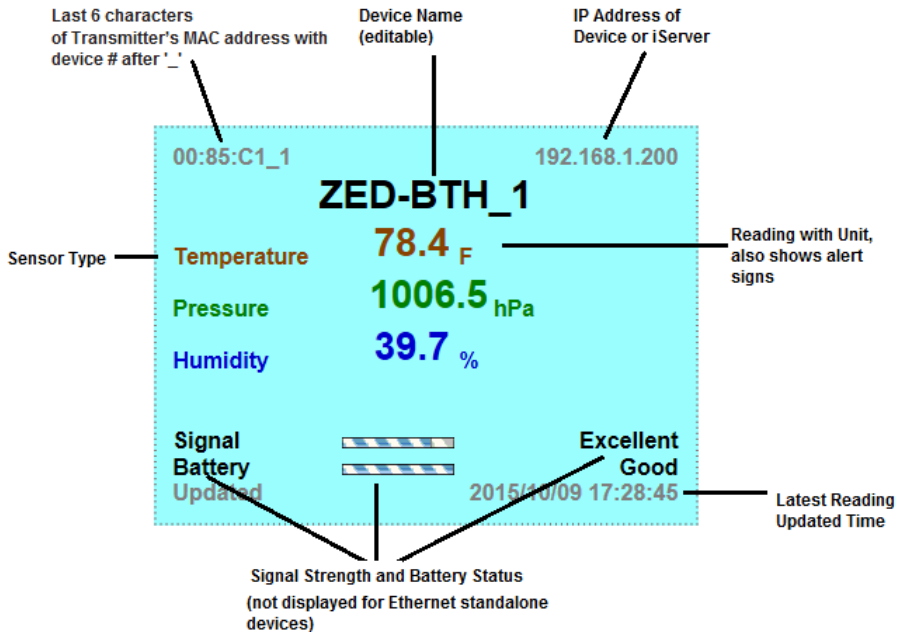 Last 6 characters
of Transmitter's MAC address with
device # after '_'
Device Name
(editable)
IP Address of
Device or iServer
00:85:C1_1
192.168.1.200
ZED-BTH_1
Sensor Type
Temperature
78.4 F
Reading with Unit,
also shows alert
signs
Pressure
1006.5 hPa
Humidity
39.7 %
Signal
Excellent
Battery
Good
Updated
2015/10/09 17:28:45
Latest Reading
Updated Time
Signal Strength and Battery Status
(not displayed for Ethernet standalone
devices)